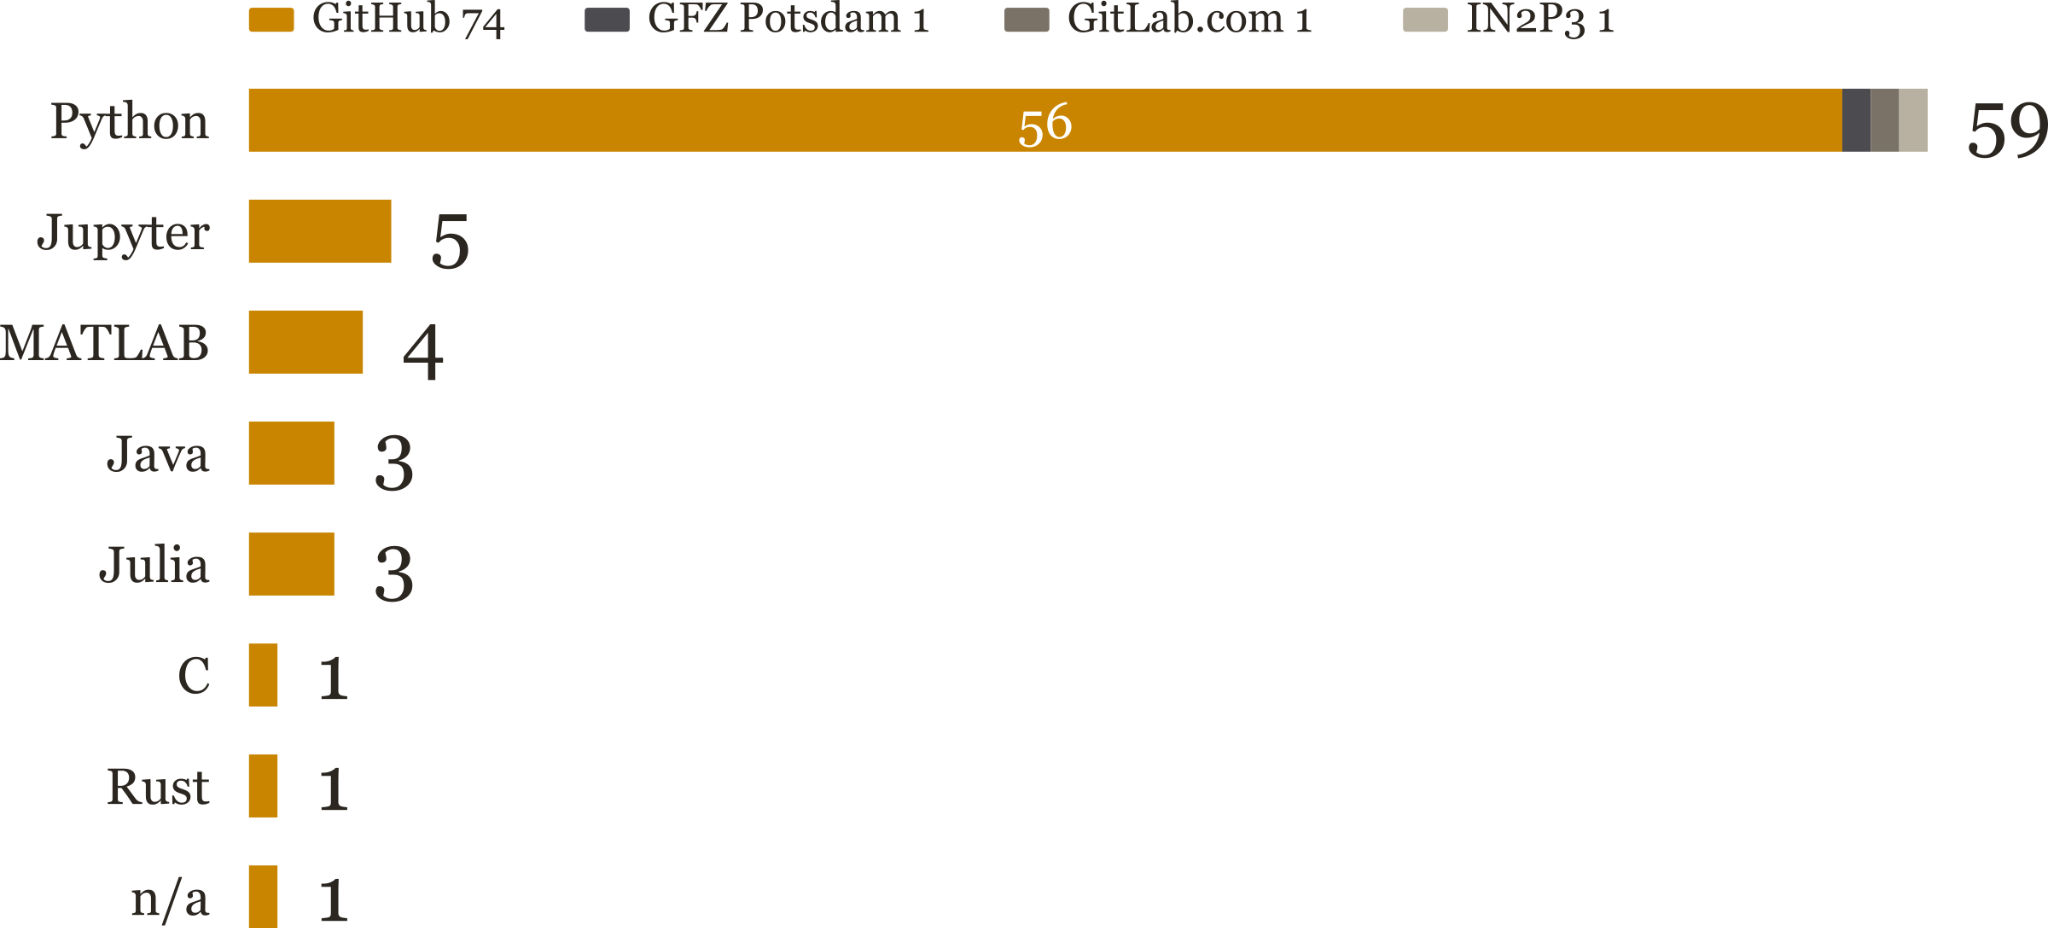 GitHub 74 GFZ Potsdam 1 GitLab.com 1 IN2P3 1
Python 56 59
Jupyter 5
MATLAB 4
Java 3
Julia 3
C 1
Rust 1
n/a 1